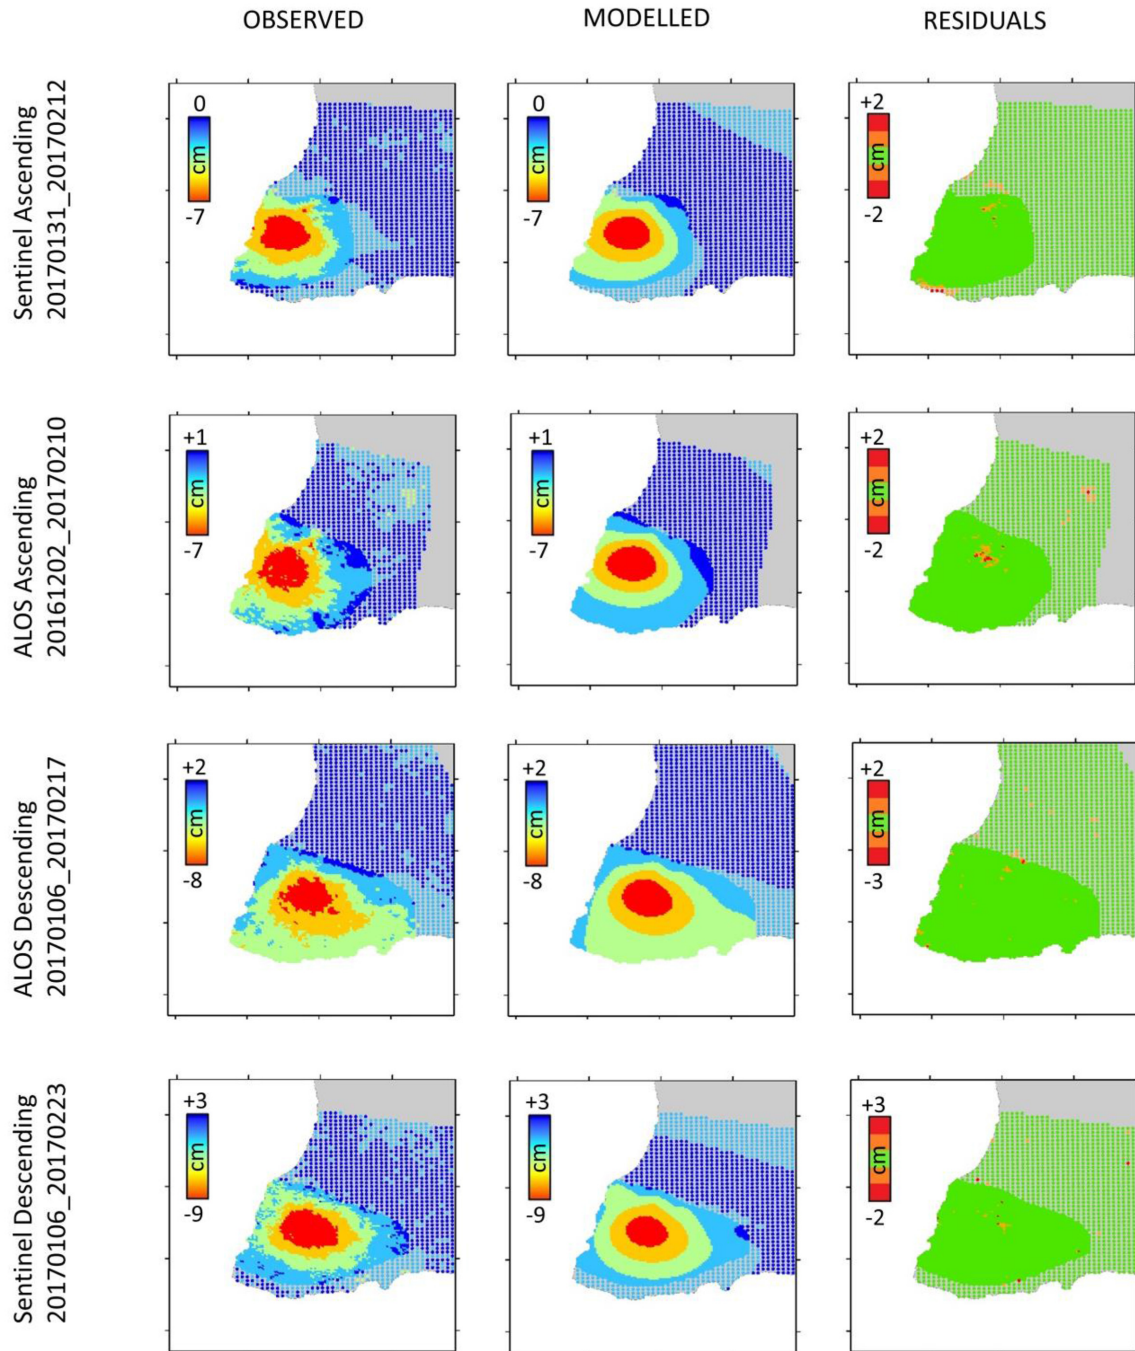 OBSERVED MODELLED RESIDUALS
Sentinel Ascending
20170131_20170212
0
cm
-7
0
cm
-7
+2
cm
-2
ALOS Ascending
20161202_20170210
+1
cm
-7
+1
cm
-7
+2
cm
-2
ALOS Descending
20170106_20170217
+2
cm
-8
+2
cm
-8
+2
cm
-3
Sentinel Descending
20170106_20170223
+3
cm
-9
+3
cm
-9
+3
cm
-2